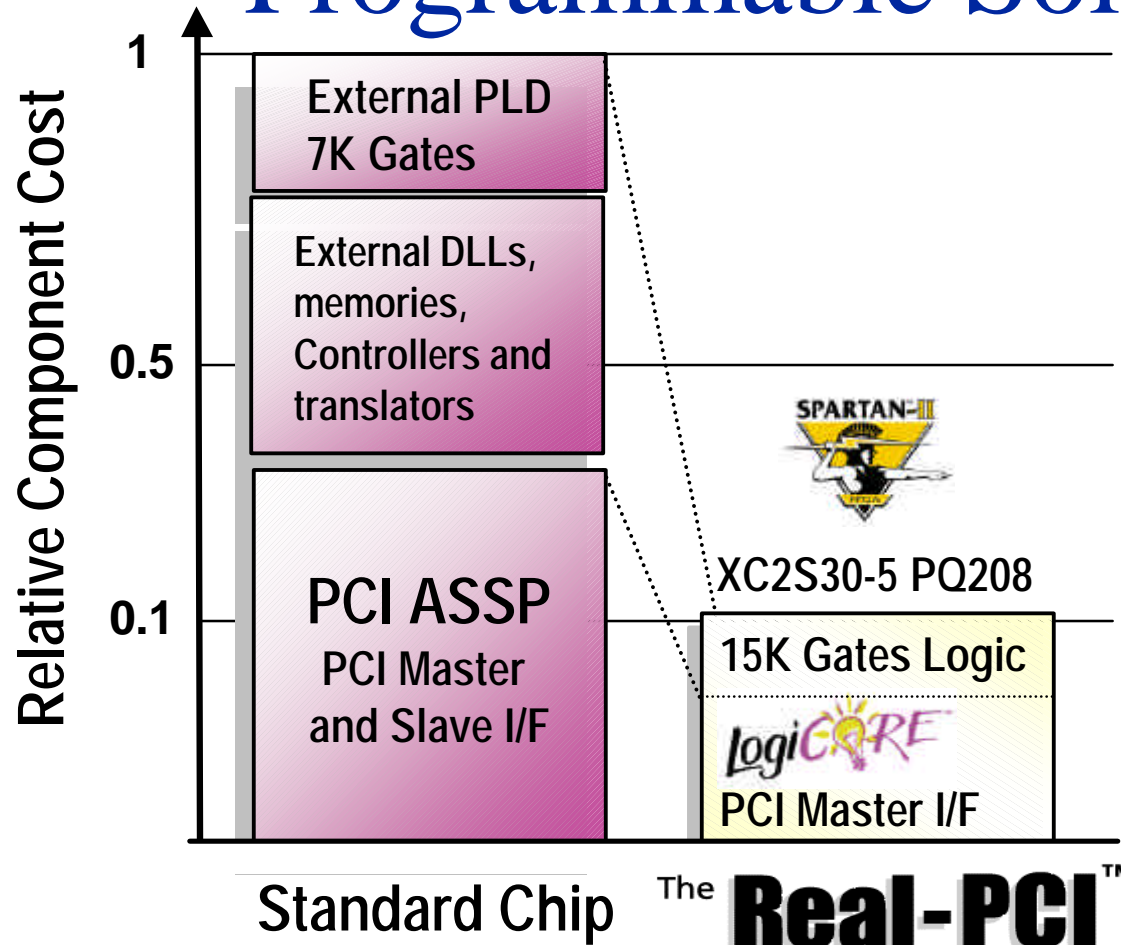 Relative Component Cost
1
0.5
0.1
External PLD
7K Gates
External DLLs,
memories,
Controllers and
translators
PCI ASSP
PCI Master
and Slave I/F
SPARTAN-II
XC2S30-5 PQ208
15K Gates Logic
LogiCORE
PCI Master I/F
Standard Chip
The Real-PCI™